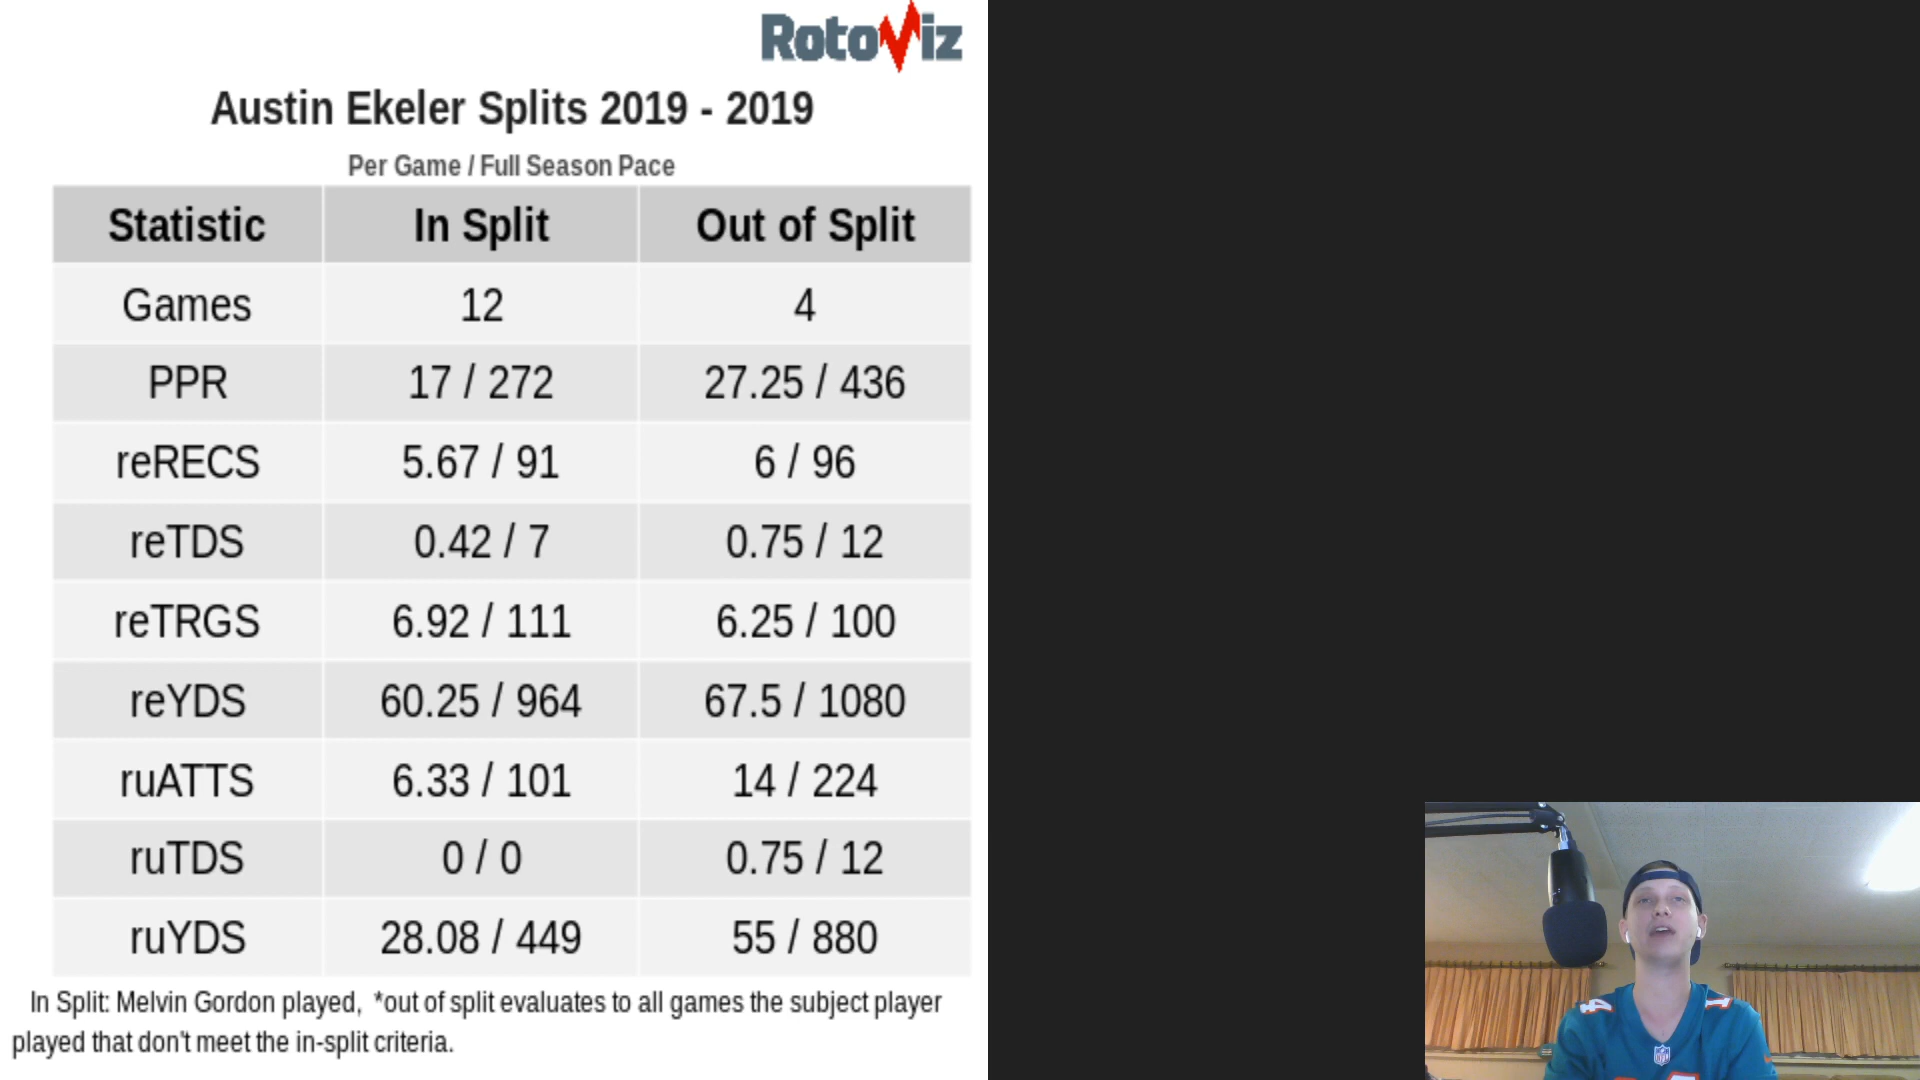 RotoViz
Austin Ekeler Splits 2019 - 2019
Per Game / Full Season Pace
Statistic In Split Out of Split
Games 12 4
PPR 17 / 272 27.25 / 436
reRECS 5.67 / 91 6 / 96
reTDS 0.42 / 7 0.75 / 12
reTRGS 6.92 / 111 6.25 / 100
reYDS 60.25 / 964 67.5 / 1080
ruATTS 6.33 / 101 14 / 224
ruTDS 0 / 0 0.75 / 12
ruYDS 28.08 / 449 55 / 880
In Split: Melvin Gordon played, *out of split evaluates to all games the subject player
played that don't meet the in-split criteria.
4 1
NFL